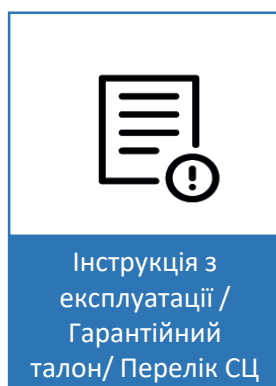 Інструкція з
експлуатації /
Гарантійний
талон/ Перелік СЦ